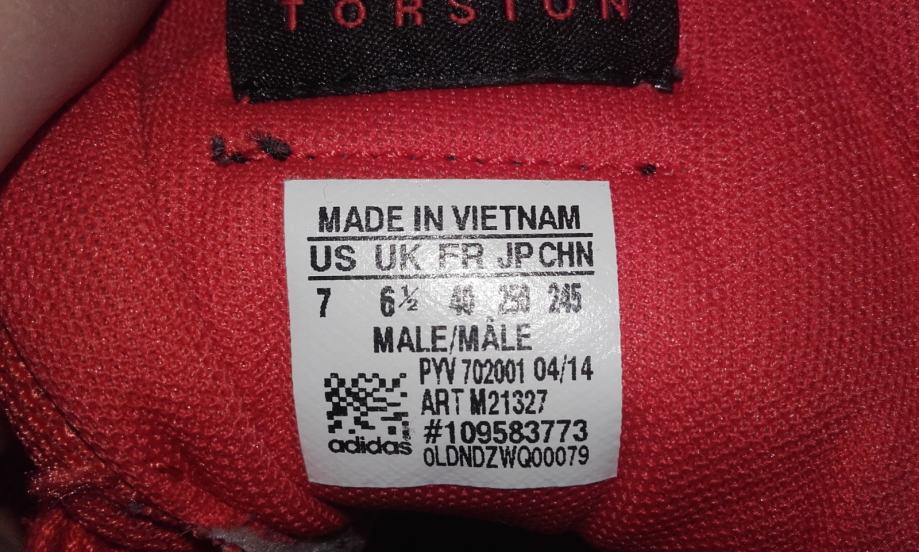 TORSION
MADE IN VIETNAM
US UK FR JP CHN
7 6½ 40 250 245
MALE/MÂLE
PYV 702001 04/14
ART M21327
adidas
#109583773
0LDNDZWQ00079